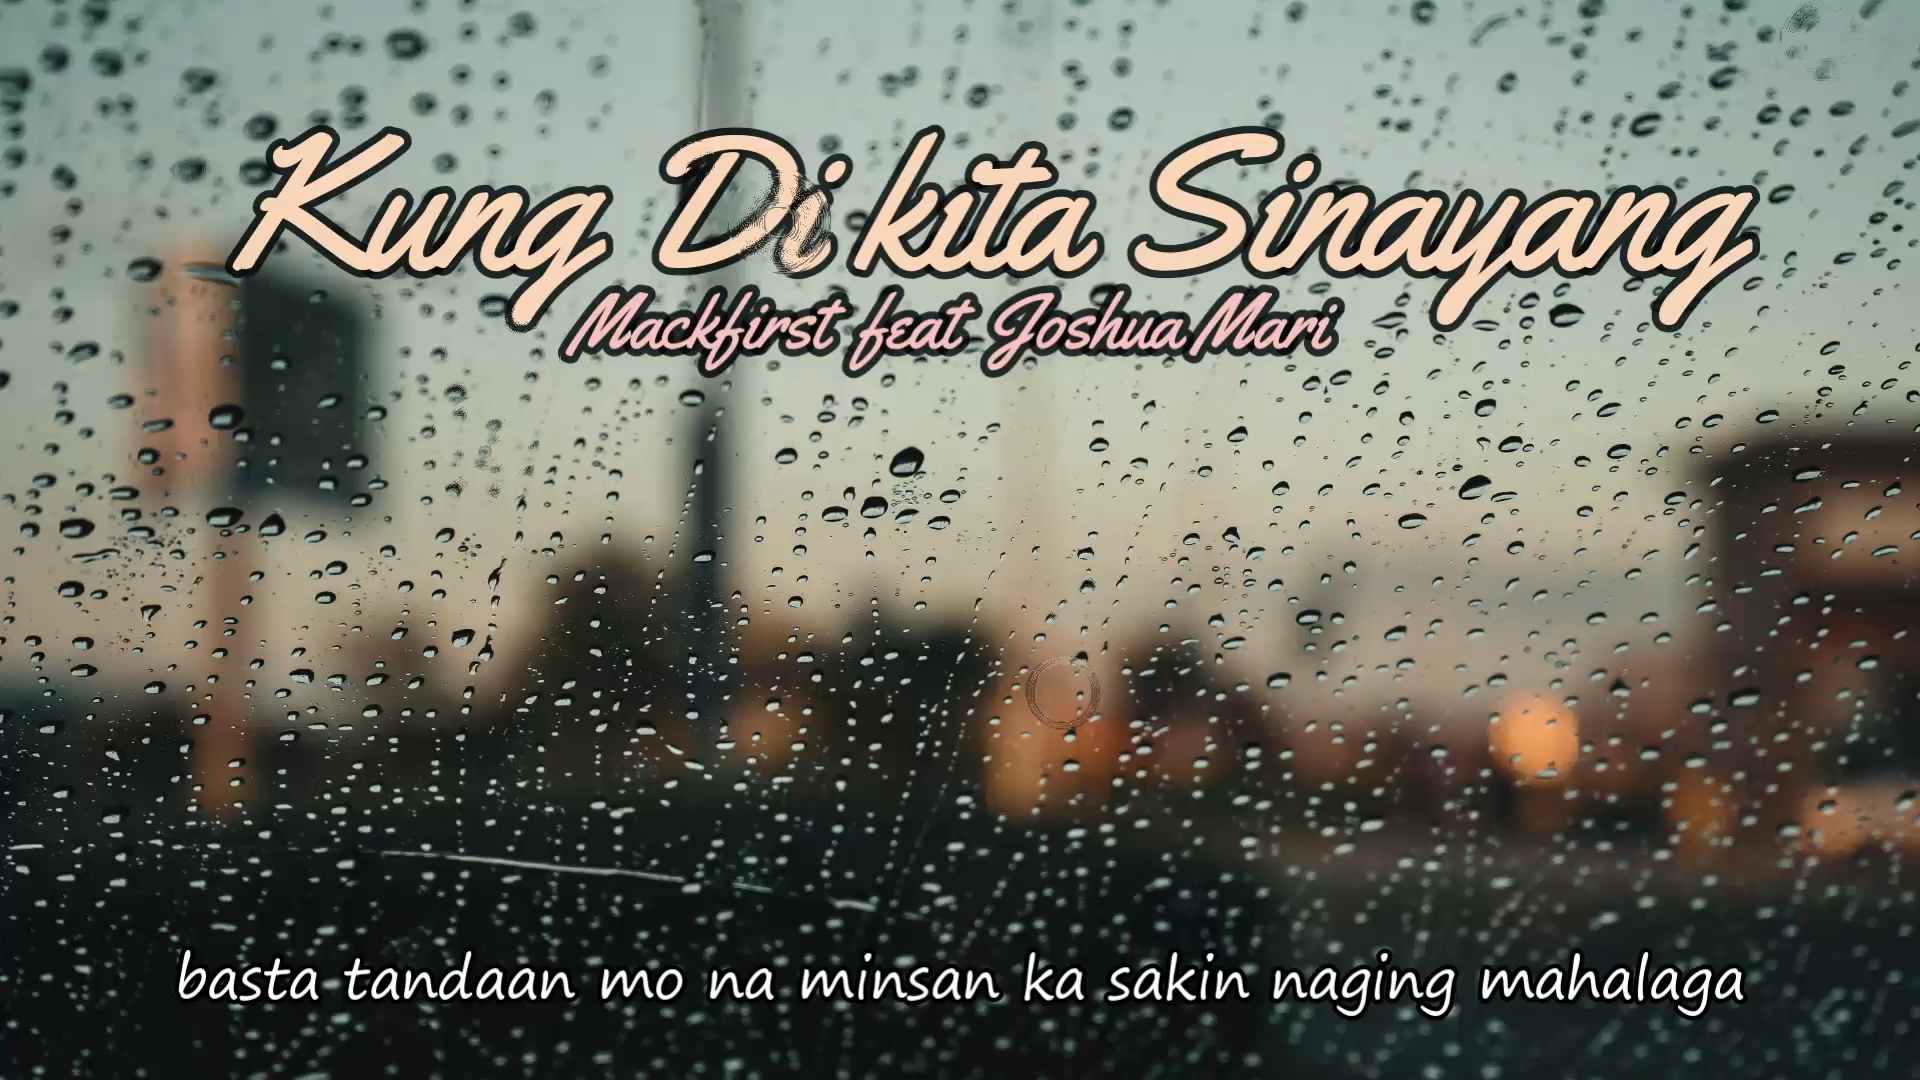 Kung Di kita Sinayang
Mackfirst feat Joshua Mari
basta tandaan mo na minsan ka sakin naging mahalaga